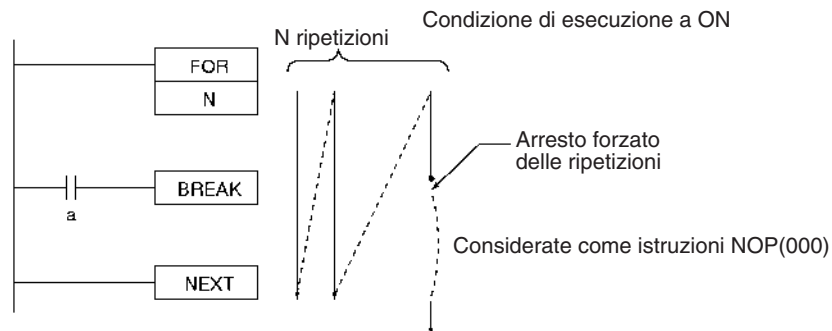 Condizione di esecuzione a ON
N ripetizioni
FOR
N
Arresto forzato
delle ripetizioni
BREAK
a
Considerate come istruzioni NOP(000)
NEXT